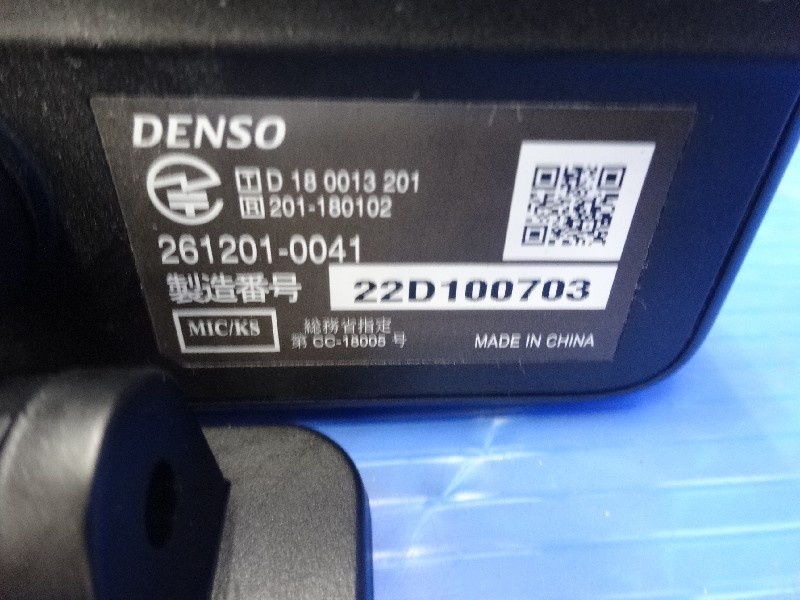 DENSO
T D 18 0013 201
R 201-180102
261201-0041
製造番号 22D100703
MIC/KS
総務省指定
第 CC-18005 号
MADE IN CHINA